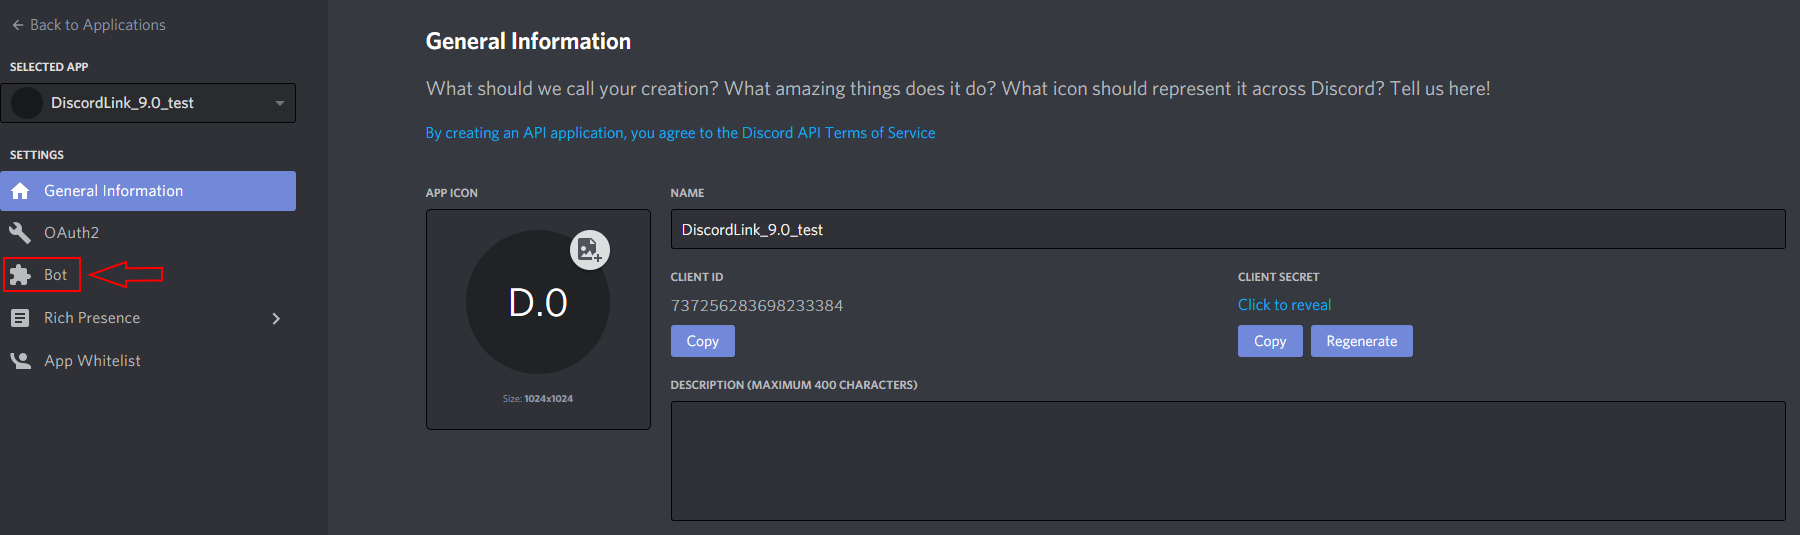 Back to Applications
SELECTED APP
DiscordLink_9.0_test
SETTINGS
General Information
OAuth2
Bot
Rich Presence
App Whitelist
General Information
What should we call your creation? What amazing things does it do? What icon should represent it across Discord? Tell us here!
By creating an API application, you agree to the Discord API Terms of Service
APP ICON
D.0
Size: 1024x1024
NAME
DiscordLink_9.0_test
CLIENT ID
737256283698233384
Copy
CLIENT SECRET
Click to reveal
Copy Regenerate
DESCRIPTION (MAXIMUM 400 CHARACTERS)